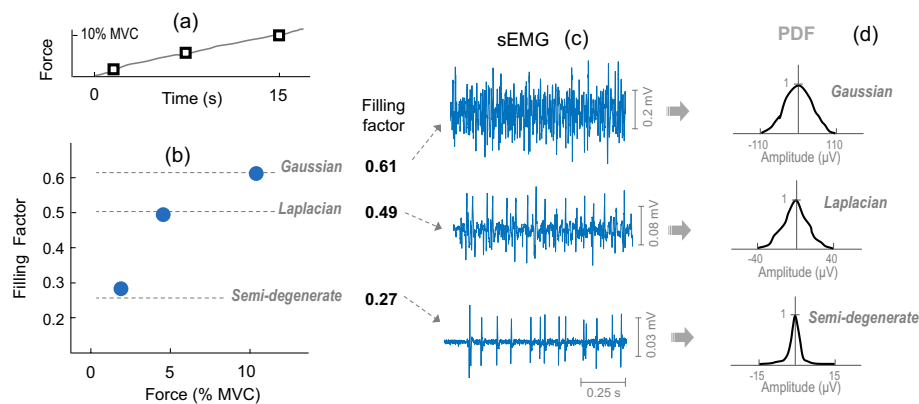 (a)
10% MVC
Force
0
Time (s)
15
(b)
Filling Factor
0.6
0.5
0.4
0.3
0.2
Gaussian
Laplacian
Semi-degenerate
0
5
10
Force (% MVC)
Filling
factor
0.61
0.49
0.27
sEMG (c)
0.2 mV
0.08 mV
0.03 mV
0.25 s
PDF (d)
1
Gaussian
-110
110
Amplitude (µV)
1
Laplacian
-40
40
Amplitude (µV)
1
Semi-degenerate
-15
15
Amplitude (µV)